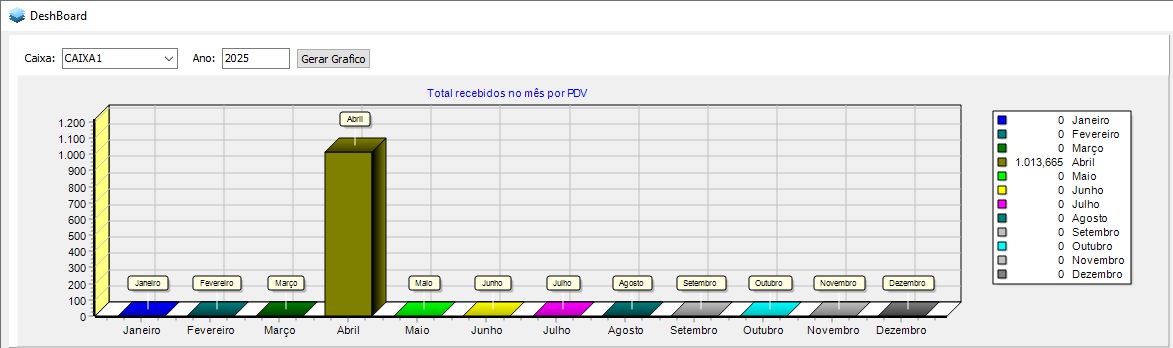 DeshBoard
Caixa: CAIXA1 Ano: 2025 Gerar Grafico
Total recebidos no mês por PDV
1.200
1.100
1.000
900
800
700
600
500
400
300
200
100
0
Abril
Janeiro Fevereiro Março Maio Junho Julho Agosto Setembro Outubro Novembro Dezembro
Janeiro Fevereiro Março Abril Maio Junho Julho Agosto Setembro Outubro Novembro Dezembro
0 Janeiro
0 Fevereiro
0 Março
1.013,665 Abril
0 Maio
0 Junho
0 Julho
0 Agosto
0 Setembro
0 Outubro
0 Novembro
0 Dezembro